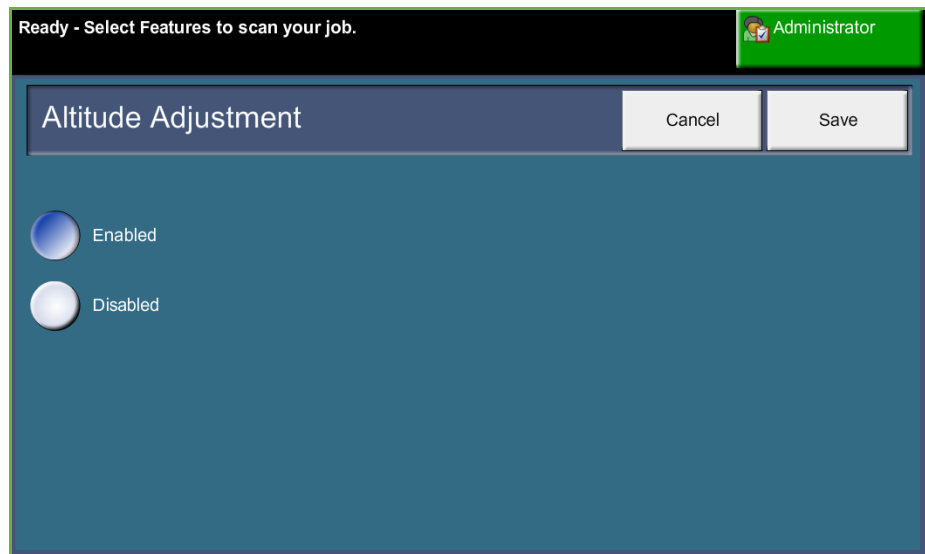 Ready - Select Features to scan your job.
Administrator
Altitude Adjustment
Cancel
Save
Enabled
Disabled